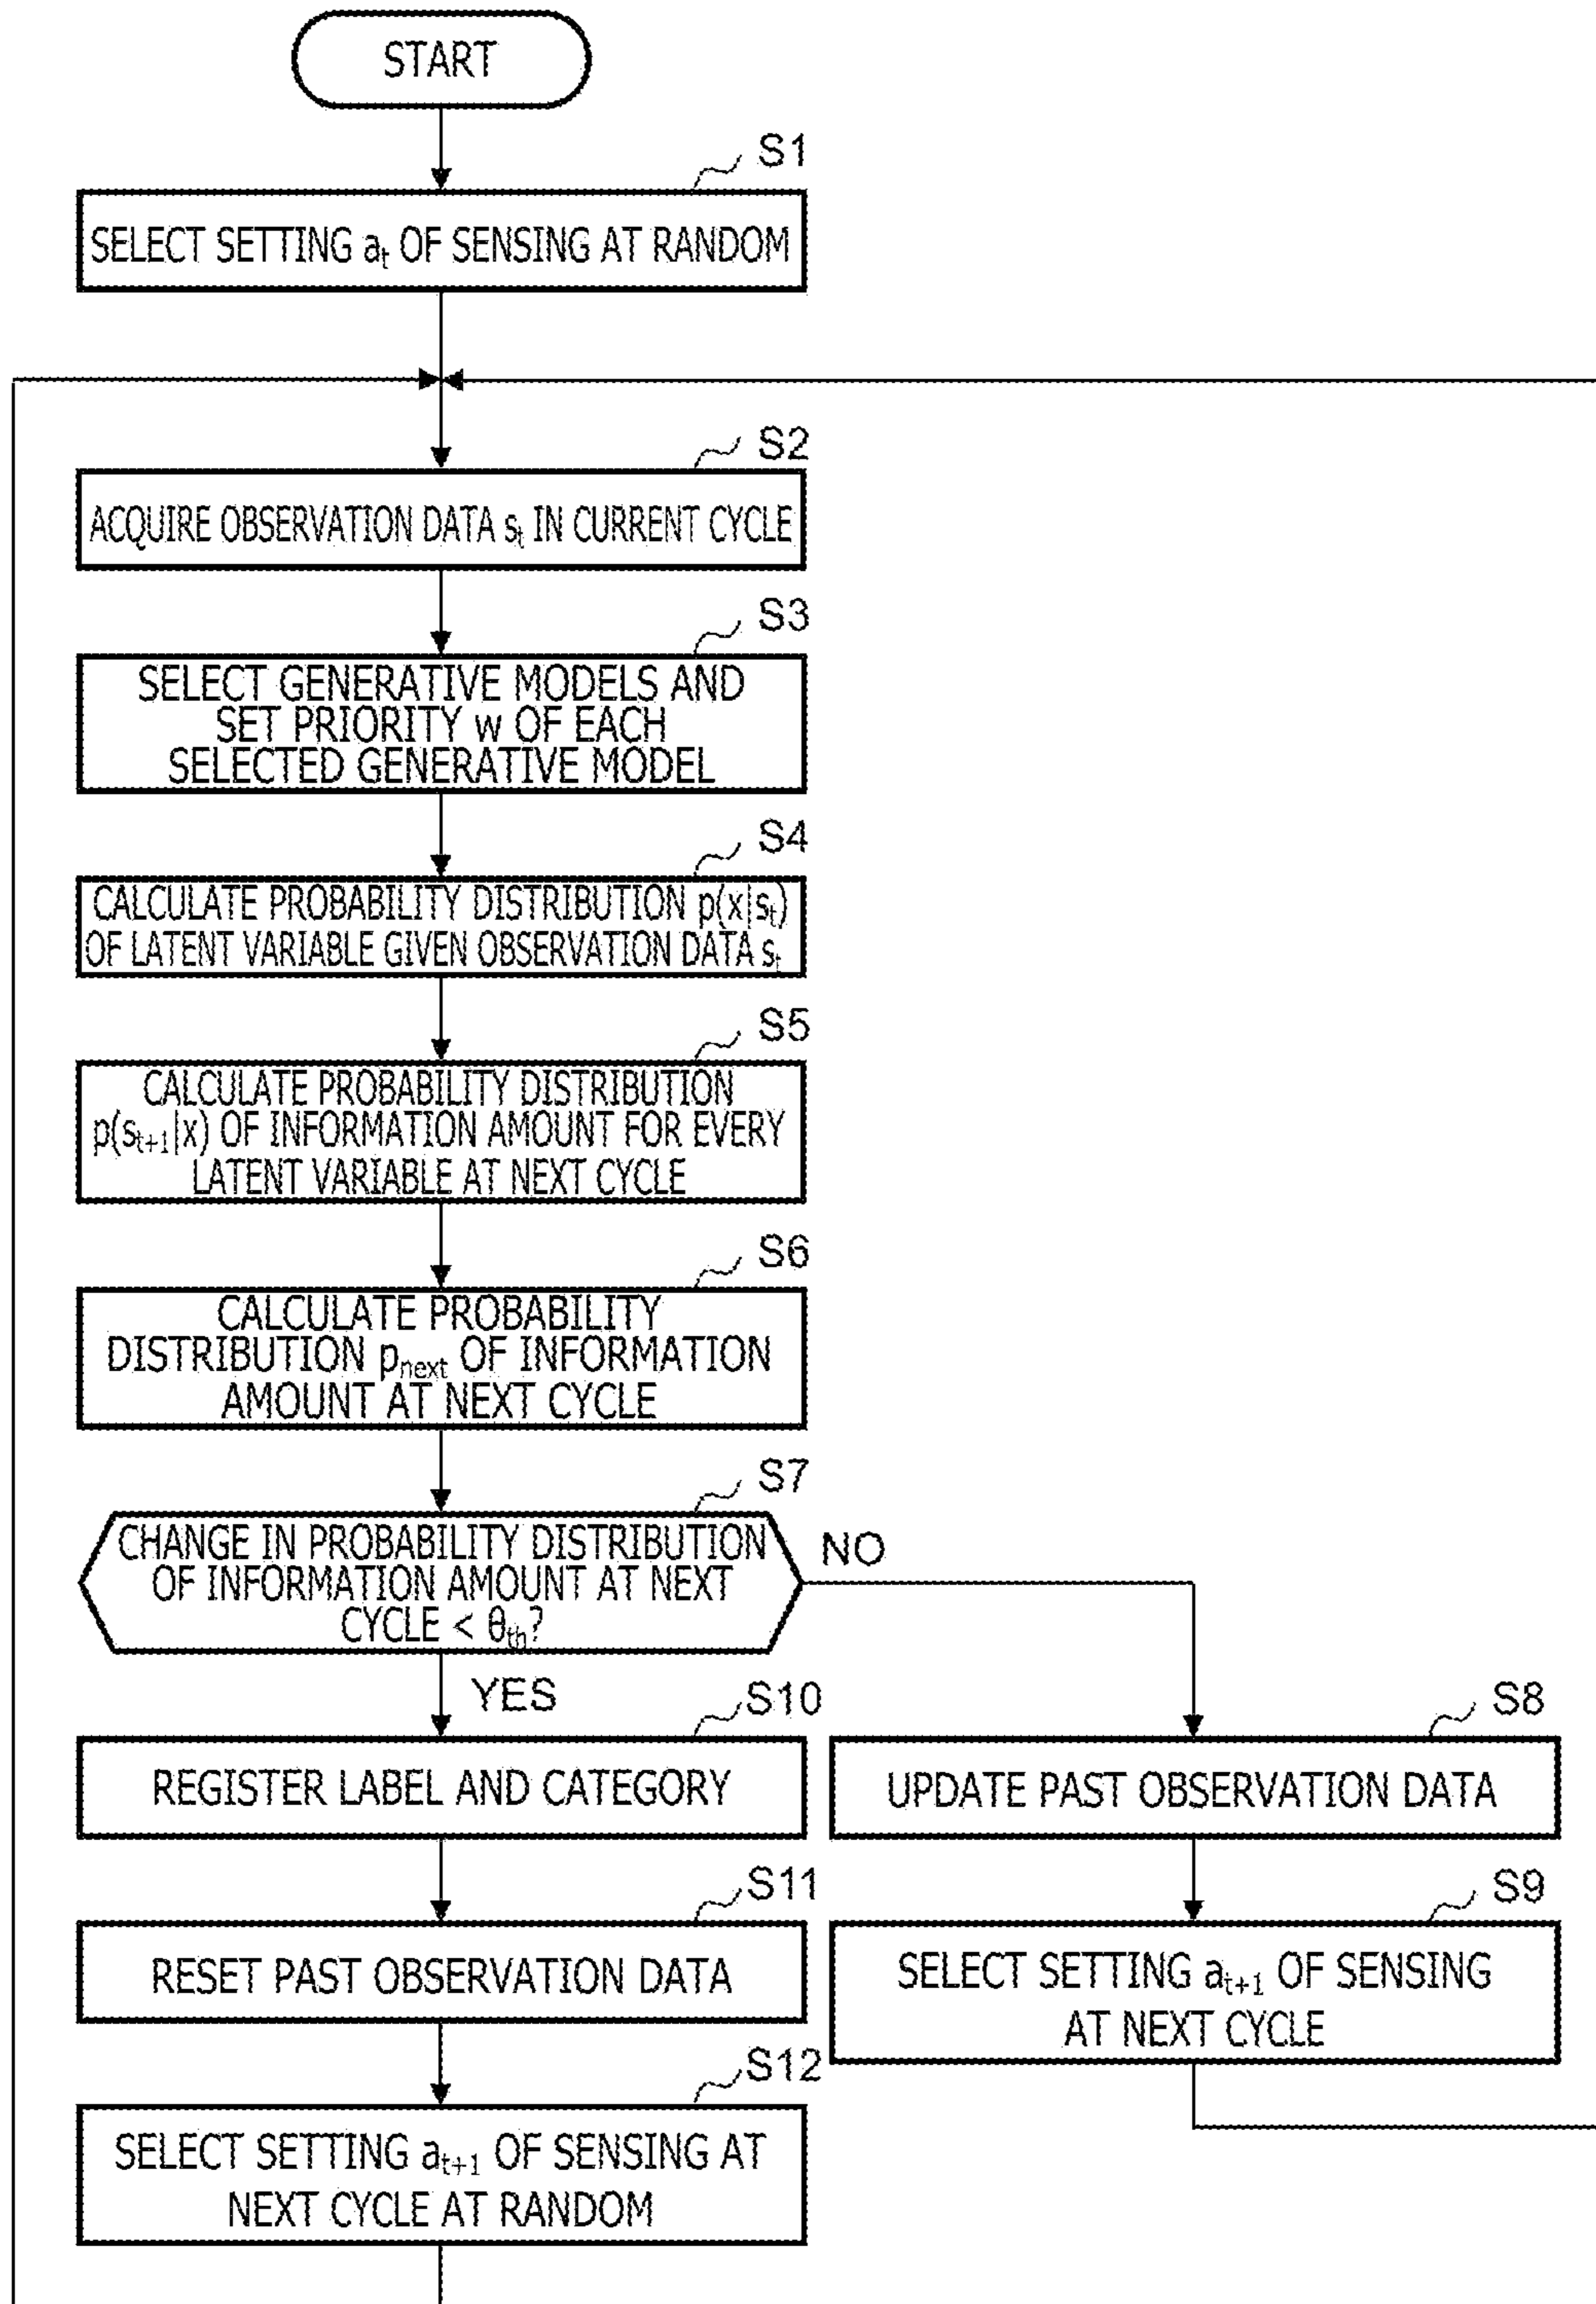 START
S1
SELECT SETTING aₜ OF SENSING AT RANDOM
S2
ACQUIRE OBSERVATION DATA sₜ IN CURRENT CYCLE
S3
SELECT GENERATIVE MODELS AND
SET PRIORITY w OF EACH
SELECTED GENERATIVE MODEL
S4
CALCULATE PROBABILITY DISTRIBUTION p(x|sₜ)
OF LATENT VARIABLE GIVEN OBSERVATION DATA sₜ
S5
CALCULATE PROBABILITY DISTRIBUTION
p(sₜ₊₁|x) OF INFORMATION AMOUNT FOR EVERY
LATENT VARIABLE AT NEXT CYCLE
S6
CALCULATE PROBABILITY
DISTRIBUTION pₙₑₓₜ OF INFORMATION
AMOUNT AT NEXT CYCLE
S7
CHANGE IN PROBABILITY DISTRIBUTION
OF INFORMATION AMOUNT AT NEXT
CYCLE < θₜₕ?
NO
YES
S10
REGISTER LABEL AND CATEGORY
S11
RESET PAST OBSERVATION DATA
S12
SELECT SETTING aₜ₊₁ OF SENSING AT
NEXT CYCLE AT RANDOM
S8
UPDATE PAST OBSERVATION DATA
S9
SELECT SETTING aₜ₊₁ OF SENSING
AT NEXT CYCLE